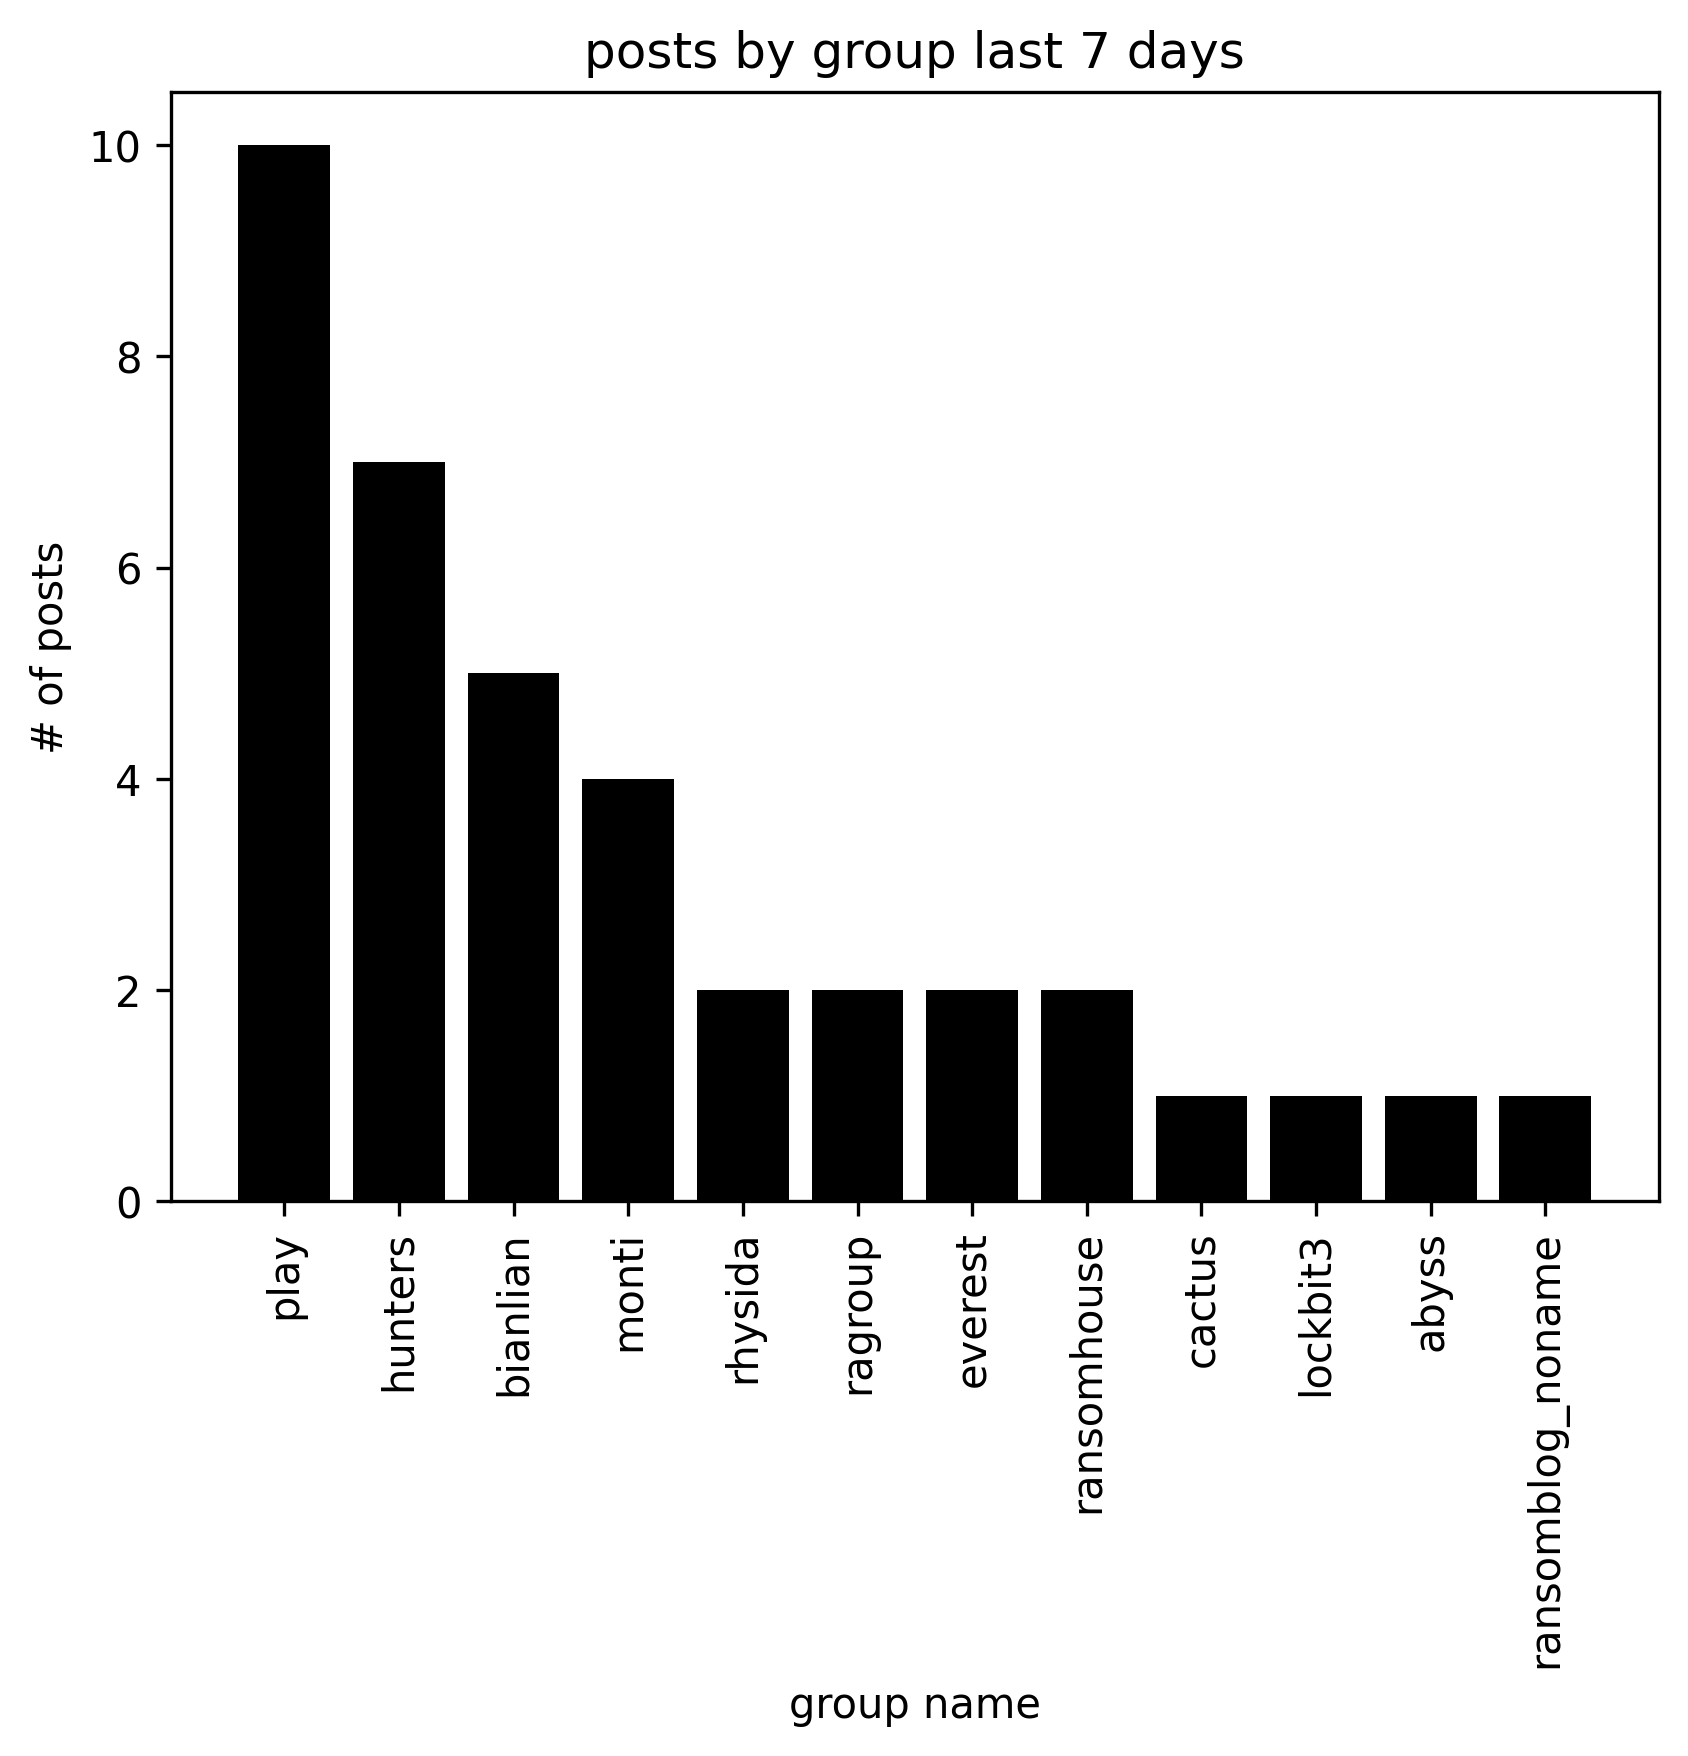 posts by group last 7 days
# of posts
10
8
6
4
2
0
play
hunters
bianlian
monti
rhysida
ragroup
everest
ransomhouse
cactus
lockbit3
abyss
ransomblog_noname
group name